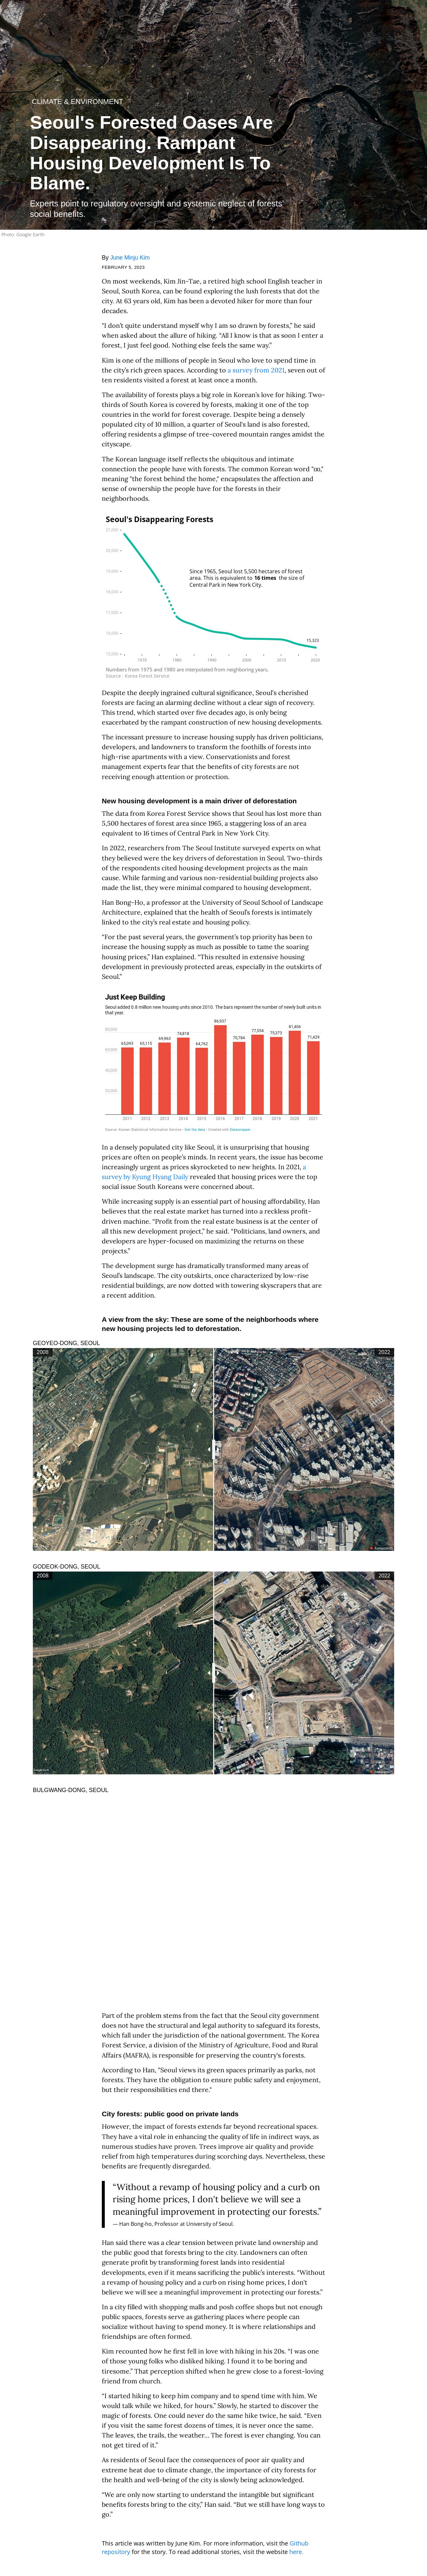 CLIMATE & ENVIRONMENT
Seoul's Forested Oases Are
Disappearing. Rampant
Housing Development Is To
Blame.
Experts point to regulatory oversight and systemic neglect of forests'
social benefits.
Photo: Google Earth
By June Minju Kim
FEBRUARY 5, 2023
On most weekends, Kim Jin-Tae, a retired high school English teacher in
Seoul, South Korea, can be found exploring the lush forests that dot the
city. At 63 years old, Kim has been a devoted hiker for more than four
decades.
"I don't quite understand myself why I am so drawn by forests," he said
when asked about the allure of hiking. "All I know is that as soon I enter a
forest, I just feel good. Nothing else feels the same way."
Kim is one of the millions of people in Seoul who love to spend time in
the city's rich green spaces. According to a survey from 2021, seven out of
ten residents visited a forest at least once a month.
The availability of forests plays a big role in Korean's love for hiking. Two-
thirds of South Korea is covered by forests, making it one of the top
countries in the world for forest coverage. Despite being a densely
populated city of 10 million, a quarter of Seoul's land is also forested,
offering residents a glimpse of tree-covered mountain ranges amidst the
cityscape.
The Korean language itself reflects the ubiquitous and intimate
connection the people have with forests. The common Korean word "
meaning "the forest behind the home," encapsulates the affection and
sense of ownership the people have for the forests in their
neighborhoods.
Seoul's Disappearing Forests
Since 1965, Seoul lost 5,500 hectares of forest
area. This is equivalent to 16 times the size of
Central Park in New York City.
15,323
1970 1980 1990 2000 2010 2020
Numbers from 1975 and 1980 are interpolated from neighboring years.
Source : Korea Forest Service
Despite the deeply ingrained cultural significance, Seoul's cherished
forests are facing an alarming decline without a clear sign of recovery.
This trend, which started over five decades ago, is only being
exacerbated by the rampant construction of new housing developments.
The incessant pressure to increase housing supply has driven politicians,
developers, and landowners to transform the foothills of forests into
high-rise apartments with a view. Conservationists and forest
management experts fear that the benefits of city forests are not
receiving enough attention or protection.
New housing development is a main driver of deforestation
The data from Korea Forest Service shows that Seoul has lost more than
5,500 hectares of forest area since 1965, a staggering loss of an area
equivalent to 16 times of Central Park in New York City.
In 2022, researchers from The Seoul Institute surveyed experts on what
they believed were the key drivers of deforestation in Seoul. Two-thirds
of the respondents cited housing development projects as the main
cause. While farming and various non-residential building projects also
made the list, they were minimal compared to housing development.
Han Bong-Ho, a professor at the University of Seoul School of Landscape
Architecture, explained that the health of Seoul's forests is intimately
linked to the city's real estate and housing policy.
"For the past several years, the government's top priority has been to
increase the housing supply as much as possible to tame the soaring
housing prices," Han explained. "This resulted in extensive housing
development in previously protected areas, especially in the outskirts of
Seoul."
Just Keep Building
Seoul added 0.8 million new housing units since 2010. The bars represent the number of newly built units in
that year.
80,000
60,000
40,000
20,000
65,093 65,115 69,963 74,818 64,762 86,937 70,784 77,554 75,373 81,406 71,429
2011 2012 2013 2014 2015 2016 2017 2018 2019 2020 2021
Source: Korean Statistical Information Service • Get the data • Created with Datawrapper
In a densely populated city like Seoul, it is unsurprising that housing
prices are often on people's minds. In recent years, the issue has become
increasingly urgent as prices skyrocketed to new heights. In 2021, a
survey by Kyung Hyang Daily revealed that housing prices were the top
social issue South Koreans were concerned about.
While increasing supply is an essential part of housing affordability, Han
believes that the real estate market has turned into a reckless profit-
driven machine. "Profit from the real estate business is at the center of
all this new development project," he said. "Politicians, land owners, and
developers are hyper-focused on maximizing the returns on these
projects."
The development surge has dramatically transformed many areas of
Seoul's landscape. The city outskirts, once characterized by low-rise
residential buildings, are now dotted with towering skyscrapers that are
a recent addition.
A view from the sky: These are some of the neighborhoods where
new housing projects led to deforestation.
GEOYEO-DONG, SEOUL
2008 2022
GODEOK-DONG, SEOUL
2008 2022
BULGWANG-DONG, SEOUL
Part of the problem stems from the fact that the Seoul city government
does not have the structural and legal authority to safeguard its forests,
which fall under the jurisdiction of the national government. The Korea
Forest Service, a division of the Ministry of Agriculture, Food and Rural
Affairs (MAFRA), is responsible for preserving the country's forests.
According to Han, "Seoul views its green spaces primarily as parks, not
forests. They have the obligation to ensure public safety and enjoyment,
but their responsibilities end there."
City forests: public good on private lands
However, the impact of forests extends far beyond recreational spaces.
They have a vital role in enhancing the quality of life in indirect ways, as
numerous studies have proven. Trees improve air quality and provide
relief from high temperatures during scorching days. Nevertheless, these
benefits are frequently disregarded.
"Without a revamp of housing policy and a curb on
rising home prices, I don't believe we will see a
meaningful improvement in protecting our forests."
— Han Bong-ho, Professor at University of Seoul.
Han said there was a clear tension between private land ownership and
the public good that forests bring to the city. Landowners can often
generate profit by transforming forest lands into residential
developments, even if it means sacrificing the public's interests. "Without
a revamp of housing policy and a curb on rising home prices, I don't
believe we will see a meaningful improvement in protecting our forests."
In a city filled with shopping malls and posh coffee shops but not enough
public spaces, forests serve as gathering places where people can
socialize without having to spend money. It is where relationships and
friendships are often formed.
Kim recounted how he first fell in love with hiking in his 20s. "I was one
of those young folks who disliked hiking. I found it to be boring and
tiresome." That perception shifted when he grew close to a forest-loving
friend from church.
"I started hiking to keep him company and to spend time with him. We
would talk while we hiked, for hours." Slowly, he started to discover the
magic of forests. One could never do the same hike twice, he said. "Even
if you visit the same forest dozens of times, it is never once the same.
The leaves, the trails, the weather... The forest is ever changing. You can
not get tired of it."
As residents of Seoul face the consequences of poor air quality and
extreme heat due to climate change, the importance of city forests for
the health and well-being of the city is slowly being acknowledged.
"We are only now starting to understand the intangible but significant
benefits forests bring to the city," Han said. "But we still have long ways to
go."
This article was written by June Kim. For more information, visit the Github
repository for the story. To read additional stories, visit the website here.